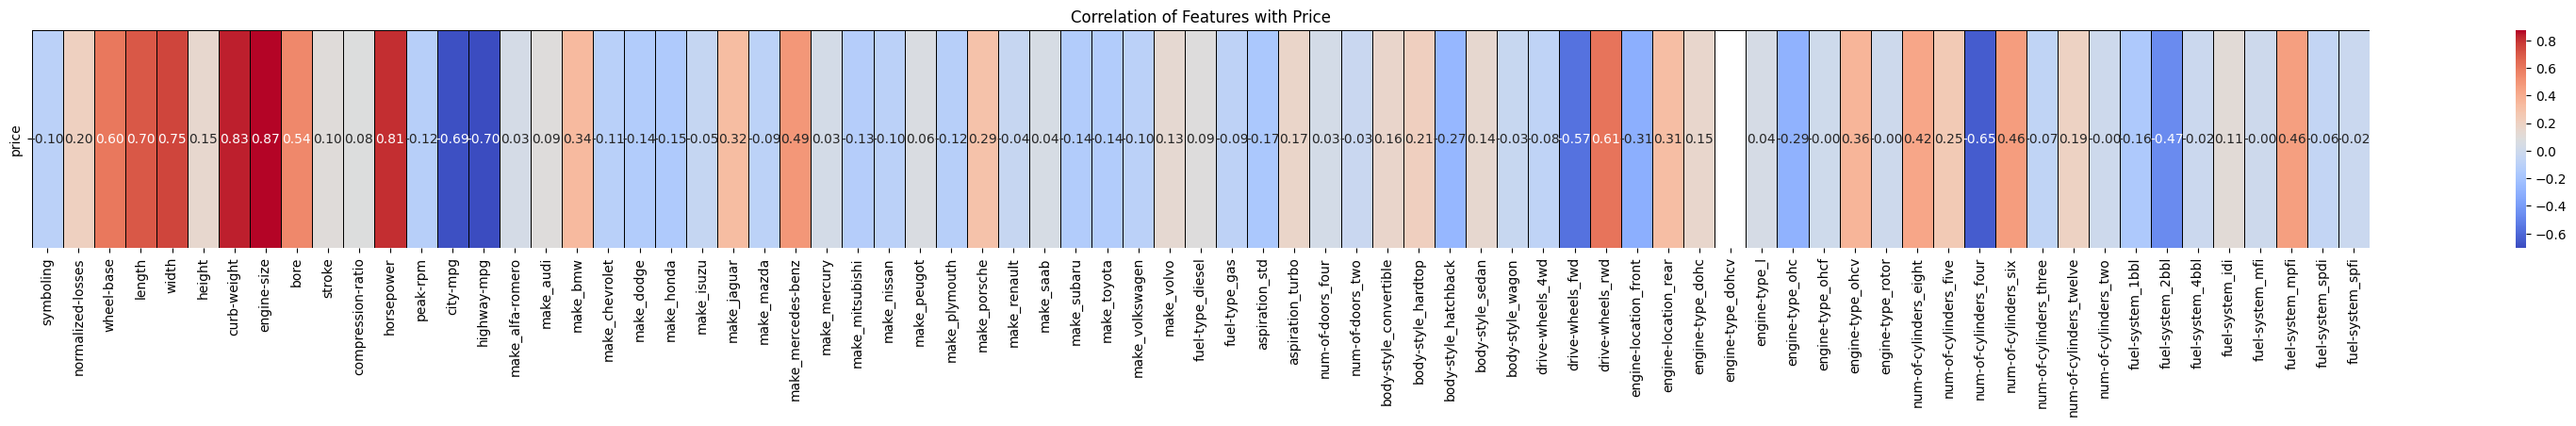 Correlation of Features with Price
price
-0.10 0.20 0.60 0.70 0.75 0.15 0.83 0.87 0.54 0.10 0.08 0.81 -0.12 -0.69 -0.70 0.03 0.09 0.34 -0.11 -0.14 -0.15 -0.05 0.32 -0.09 0.49 0.03 -0.13 -0.10 0.06 -0.12 0.29 -0.04 0.04 -0.14 -0.14 -0.10 0.13 0.09 -0.09 -0.17 0.17 0.03 -0.03 0.16 0.21 -0.27 0.14 -0.03 -0.08 -0.57 0.61 -0.31 0.31 0.15 0.04 -0.29 -0.00 0.36 -0.00 0.42 0.25 -0.65 0.46 -0.07 0.19 -0.00 -0.16 -0.47 -0.02 0.11 -0.00 0.46 -0.06 -0.02
symboling
normalized-losses
wheel-base
length
width
height
curb-weight
engine-size
bore
stroke
compression-ratio
horsepower
peak-rpm
city-mpg
highway-mpg
make_alfa-romero
make_audi
make_bmw
make_chevrolet
make_dodge
make_honda
make_isuzu
make_jaguar
make_mazda
make_mercedes-benz
make_mercury
make_mitsubishi
make_nissan
make_peugot
make_plymouth
make_porsche
make_renault
make_saab
make_subaru
make_toyota
make_volkswagen
make_volvo
fuel-type_diesel
fuel-type_gas
aspiration_std
aspiration_turbo
num-of-doors_four
num-of-doors_two
body-style_convertible
body-style_hardtop
body-style_hatchback
body-style_sedan
body-style_wagon
drive-wheels_4wd
drive-wheels_fwd
drive-wheels_rwd
engine-location_front
engine-location_rear
engine-type_dohc
engine-type_dohcv
engine-type_l
engine-type_ohc
engine-type_ohcf
engine-type_ohcv
engine-type_rotor
num-of-cylinders_eight
num-of-cylinders_five
num-of-cylinders_four
num-of-cylinders_six
num-of-cylinders_three
num-of-cylinders_twelve
num-of-cylinders_two
fuel-system_1bbl
fuel-system_2bbl
fuel-system_4bbl
fuel-system_idi
fuel-system_mfi
fuel-system_mpfi
fuel-system_spdi
fuel-system_spfi
0.8
0.6
0.4
0.2
0.0
−0.2
−0.4
−0.6